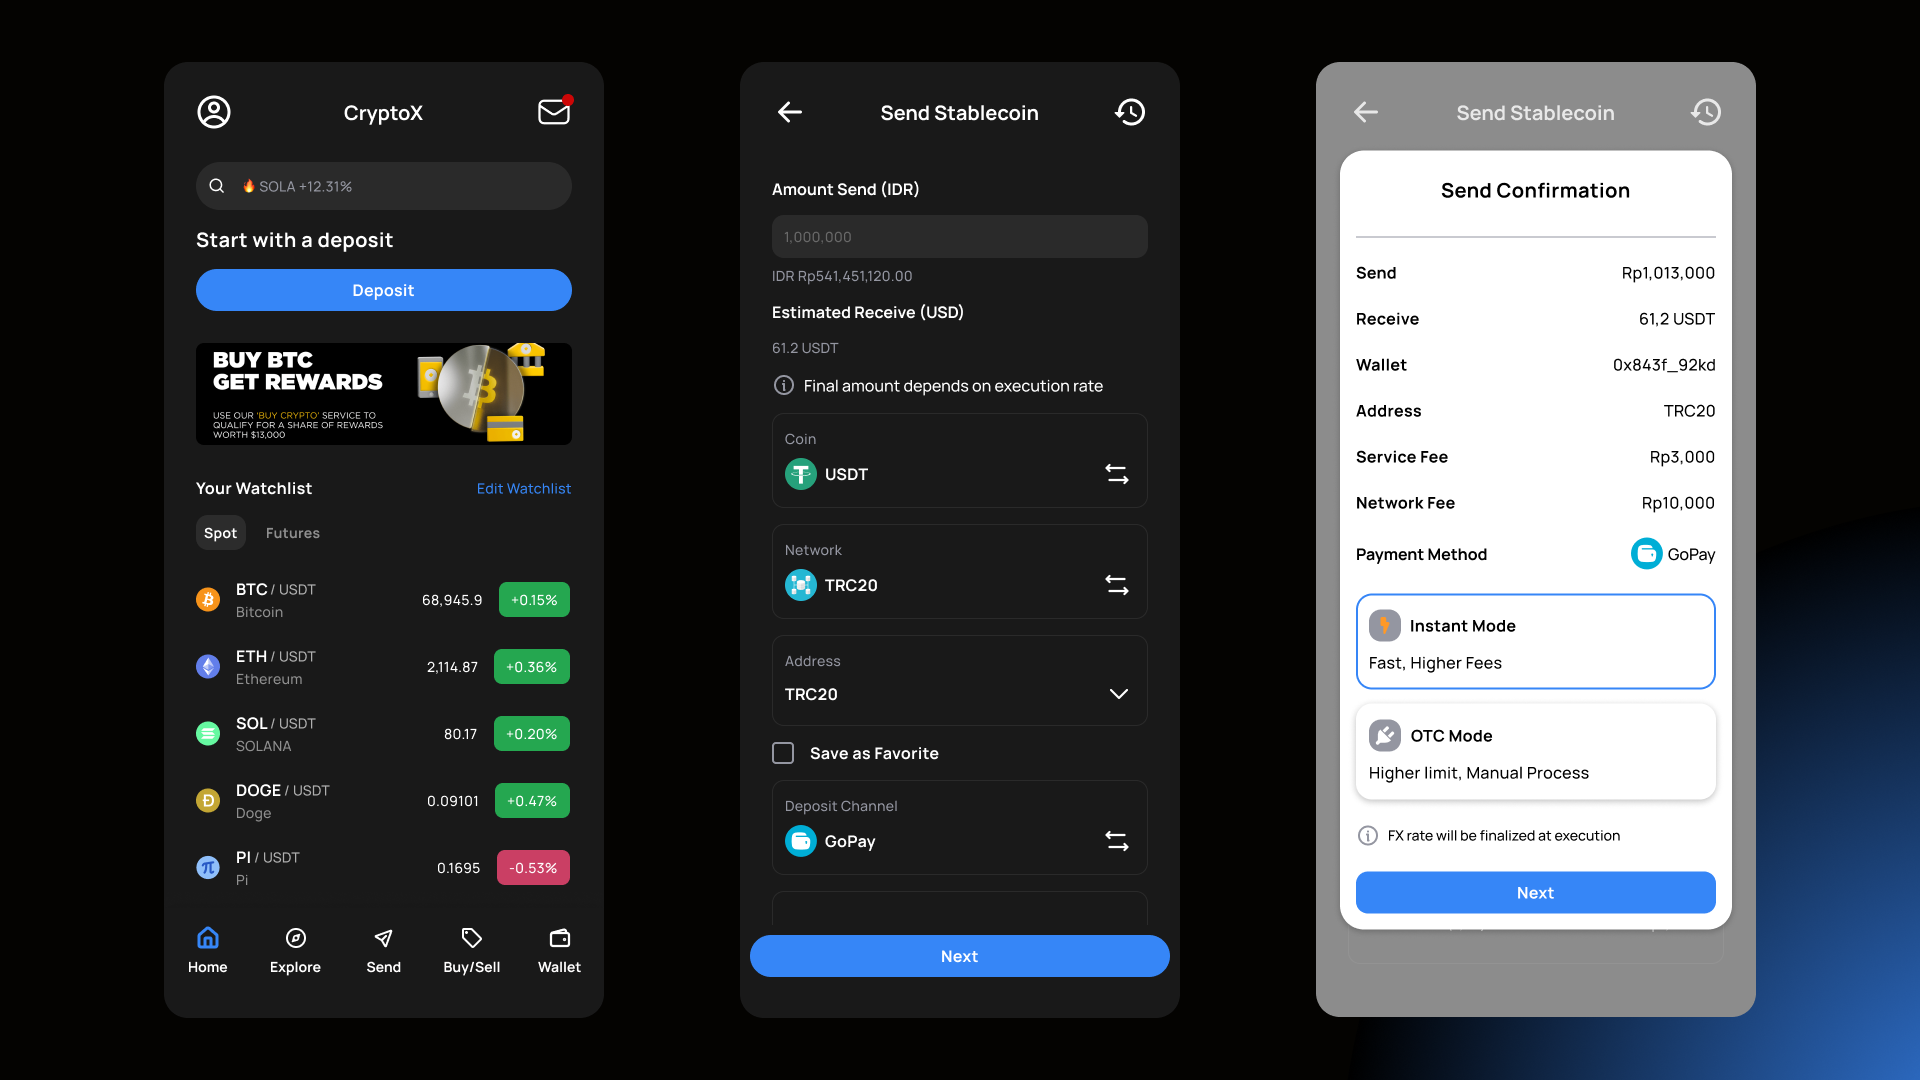 CryptoX
🔥 SOLA +12.31%
Start with a deposit
Deposit
BUY BTC
GET REWARDS
USE OUR 'BUY CRYPTO' SERVICE TO
QUALIFY FOR A SHARE OF REWARDS
WORTH $13,000
Your Watchlist
Edit Watchlist
Spot
Futures
BTC / USDT
Bitcoin
68,945.9
+0.15%
ETH / USDT
Ethereum
2,114.87
+0.36%
SOL / USDT
SOLANA
80.17
+0.20%
DOGE / USDT
Doge
0.09101
+0.47%
PI / USDT
Pi
0.1695
-0.53%
Home
Explore
Send
Buy/Sell
Wallet
Send Stablecoin
Amount Send (IDR)
1,000,000
IDR Rp541,451,120.00
Estimated Receive (USD)
61.2 USDT
Final amount depends on execution rate
Coin
USDT
Network
TRC20
Address
TRC20
Save as Favorite
Deposit Channel
GoPay
Next
Send Stablecoin
Send Confirmation
Send
Rp1,013,000
Receive
61,2 USDT
Wallet
0x843f_92kd
Address
TRC20
Service Fee
Rp3,000
Network Fee
Rp10,000
Payment Method
GoPay
Instant Mode
Fast, Higher Fees
OTC Mode
Higher limit, Manual Process
FX rate will be finalized at execution
Next